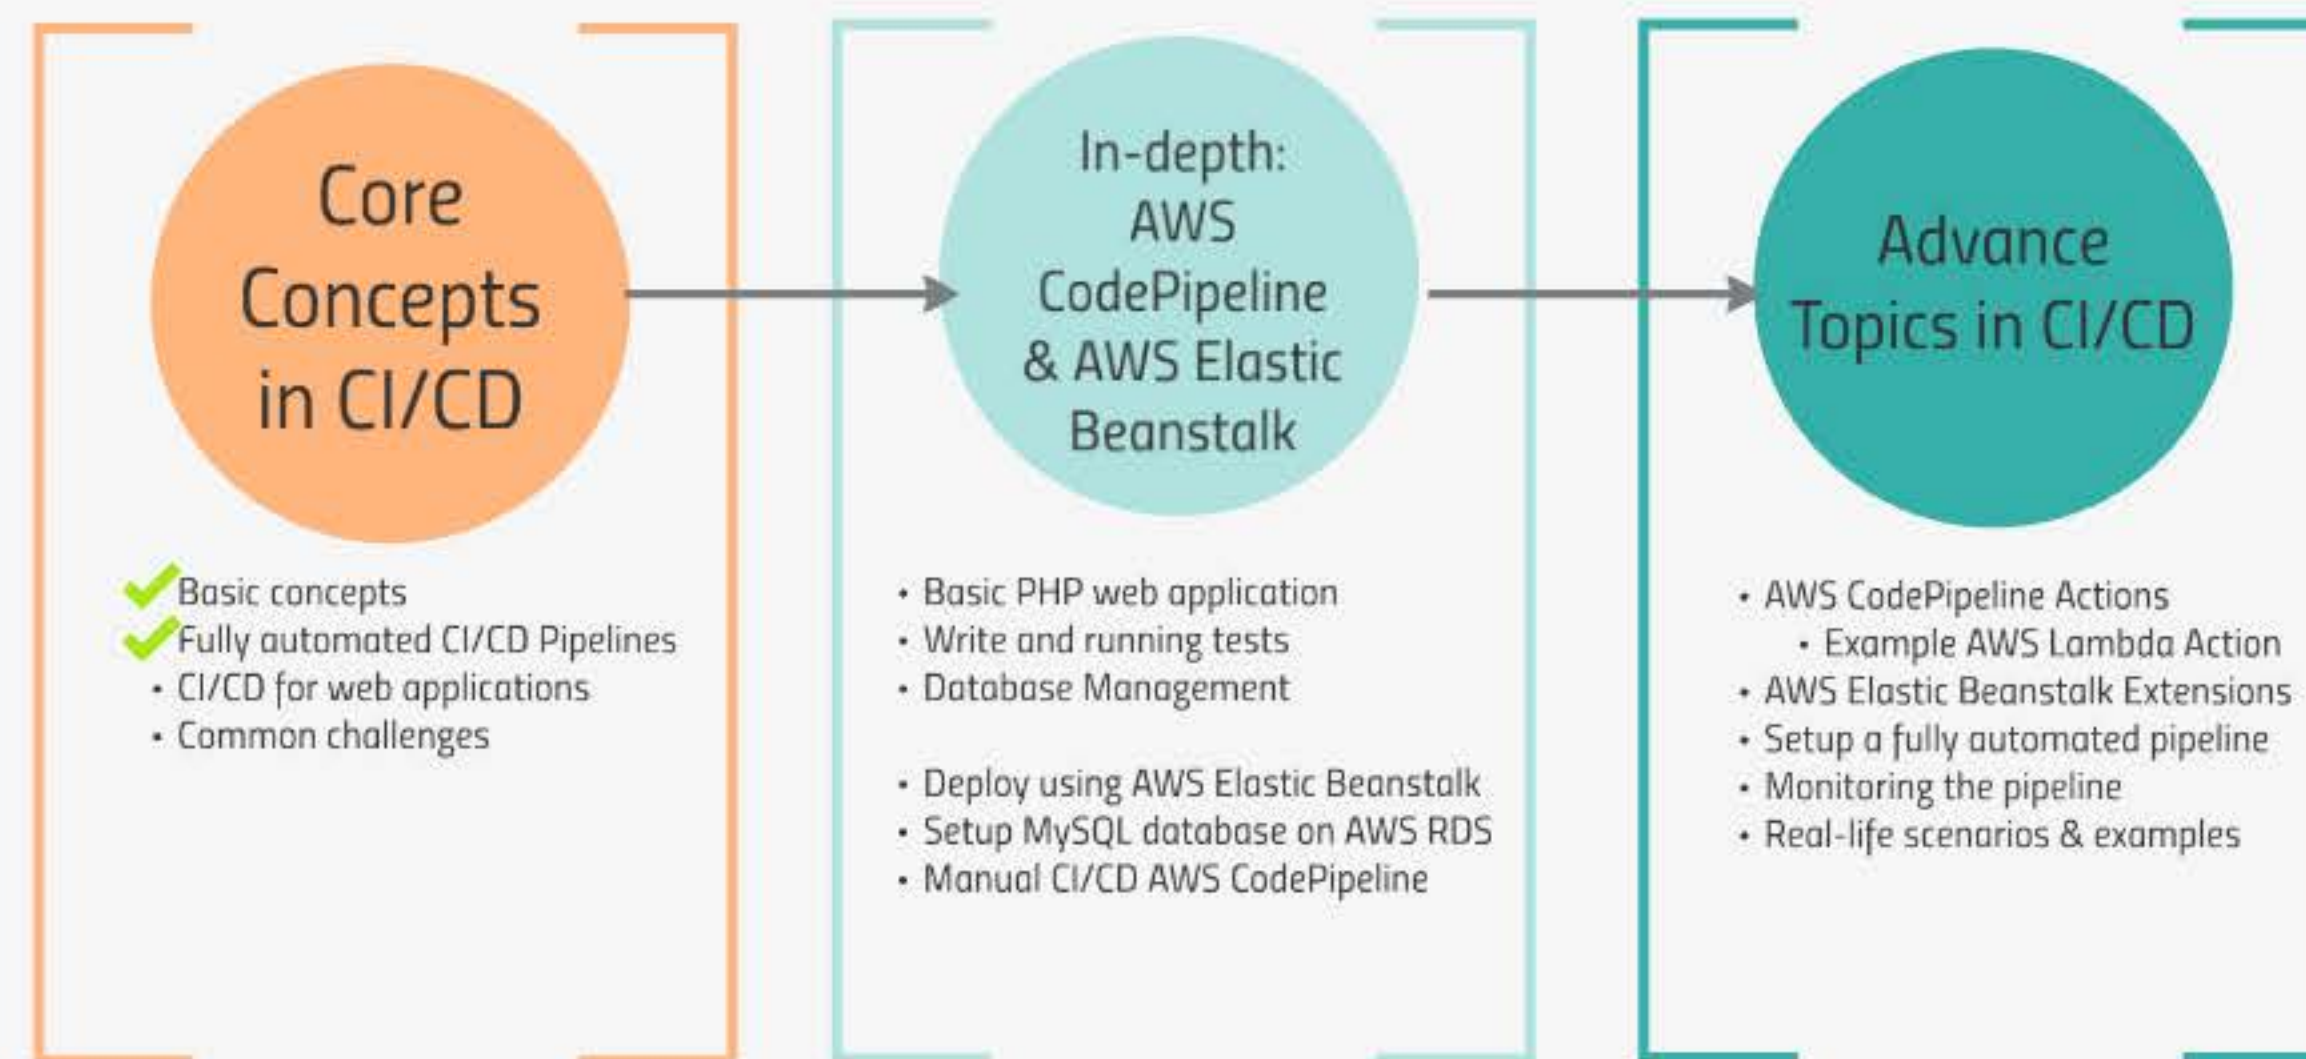 Core
Concepts
in CI/CD
Basic concepts
Fully automated CI/CD Pipelines
• CI/CD for web applications
• Common challenges
In-depth:
AWS
CodePipeline
& AWS Elastic
Beanstalk
• Basic PHP web application
• Write and running tests
• Database Management
• Deploy using AWS Elastic Beanstalk
• Setup MySQL database on AWS RDS
• Manual CI/CD AWS CodePipeline
Advance
Topics in CI/CD
• AWS CodePipeline Actions
• Example AWS Lambda Action
• AWS Elastic Beanstalk Extensions
• Setup a fully automated pipeline
• Monitoring the pipeline
• Real-life scenarios & examples